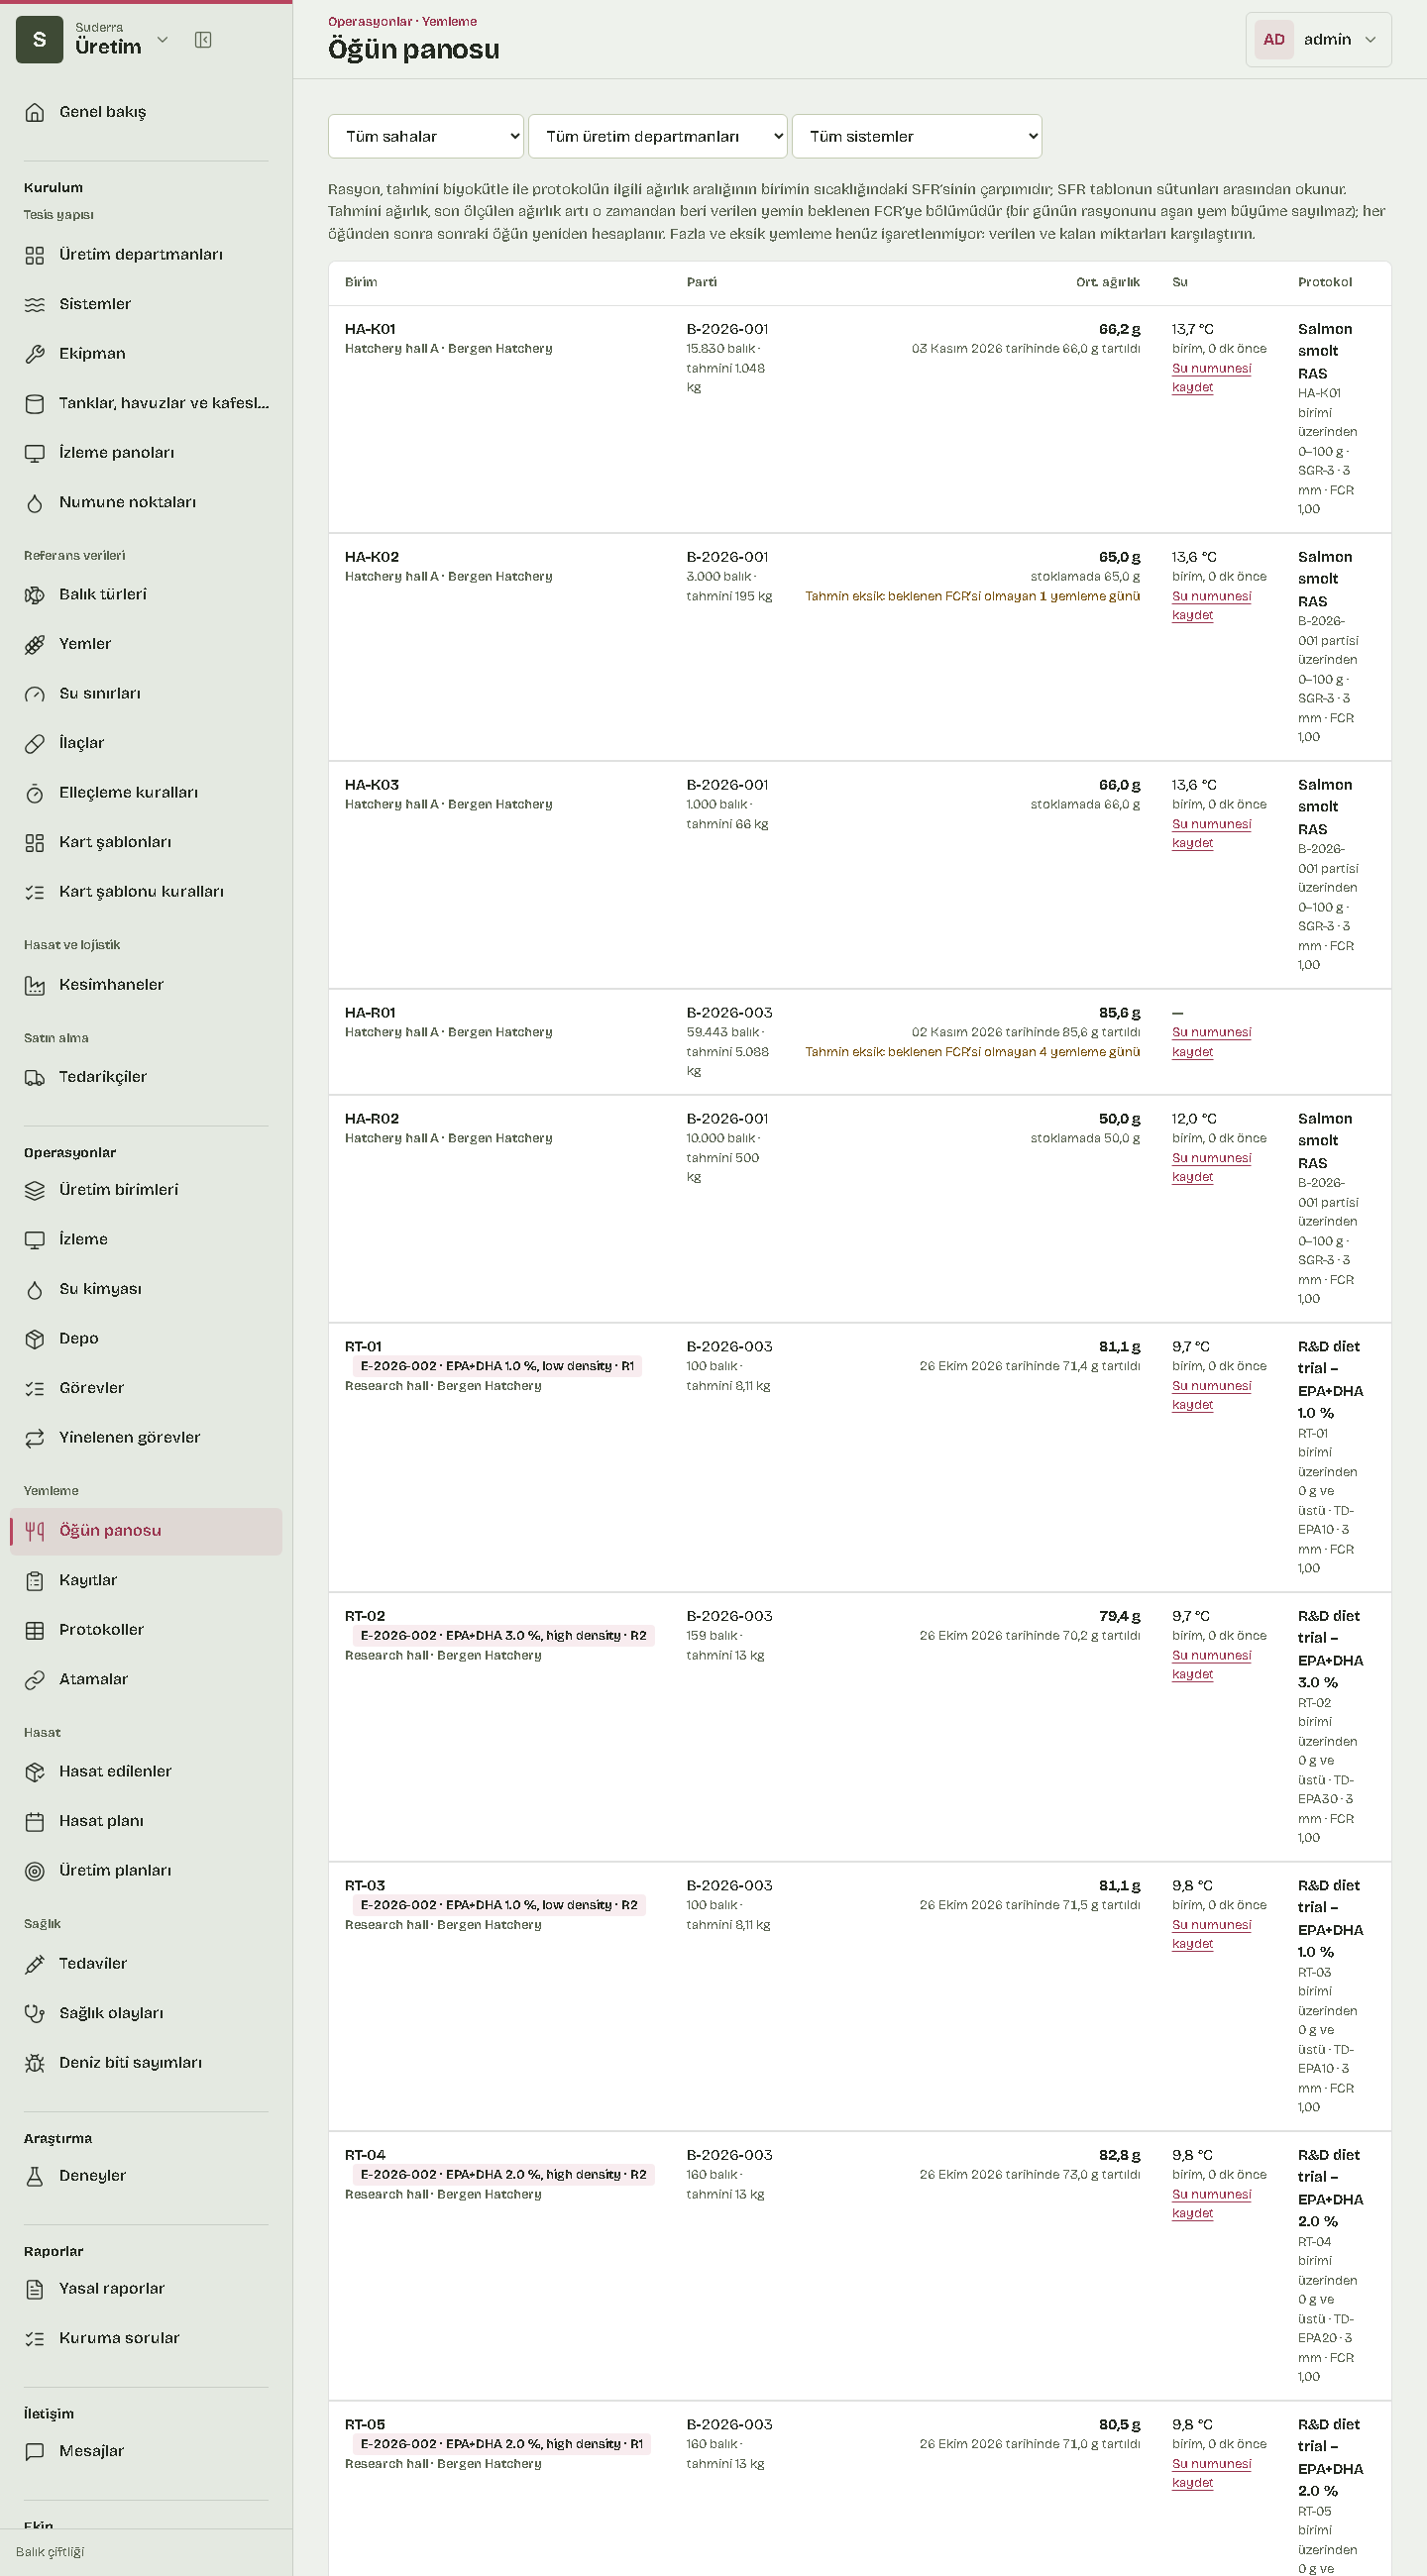 Suderra
S
Üretim
Genel bakış
Kurulum
Tesis yapısı
Üretim departmanları
Sistemler
Ekipman
Tanklar, havuzlar ve kafesl...
İzleme panoları
Numune noktaları
Referans verileri
Balık türleri
Yemler
Su sınırları
İlaçlar
Elleçleme kuralları
Kart şablonları
Kart şablonu kuralları
Hasat ve lojistik
Kesimhaneler
Satın alma
Tedarikçiler
Operasyonlar
Üretim birimleri
İzleme
Su kimyası
Depo
Görevler
Yinelenen görevler
Yemleme
Öğün panosu
Kayıtlar
Protokoller
Atamalar
Hasat
Hasat edilenler
Hasat planı
Üretim planları
Sağlık
Tedaviler
Sağlık olayları
Deniz biti sayımları
Araştırma
Deneyler
Raporlar
Yasal raporlar
Kuruma sorular
İletişim
Mesajlar
Ekip
Balık çiftliği
Operasyonlar · Yemleme
Öğün panosu
AD admin
Tüm sahalar
Tüm üretim departmanları
Tüm sistemler
Rasyon, tahmini biyokütle ile protokolün ilgili ağırlık aralığının birimin sıcaklığındaki SFR'sinin çarpımıdır; SFR tablonun sütunları arasından okunur.
Tahmini ağırlık, son ölçülen ağırlık artı o zamandan beri verilen yemin beklenen FCR'ye bölümüdür (bir günün rasyonunu aşan yem büyüme sayılmaz); her
öğünden sonra sonraki öğün yeniden hesaplanır. Fazla ve eksik yemleme henüz işaretlenmiyor: verilen ve kalan miktarları karşılaştırın.
Birim Parti Ort. ağırlık Su Protokol
HA-K01
Hatchery hall A · Bergen Hatchery
B-2026-001
15.830 balık ·
tahmini 1.048
kg
66,2 g
03 Kasım 2026 tarihinde 66,0 g tartıldı
13,7 °C
birim, 0 dk önce
Su numunesi
kaydet
Salmon
smolt
RAS
HA-K01
birimi
üzerinden
0–100 g ·
SGR-3 · 3
mm · FCR
1,00
HA-K02
Hatchery hall A · Bergen Hatchery
B-2026-001
3.000 balık ·
tahmini 195 kg
65,0 g
stoklamada 65,0 g
Tahmin eksik: beklenen FCR'si olmayan 1 yemleme günü
13,6 °C
birim, 0 dk önce
Su numunesi
kaydet
Salmon
smolt
RAS
B-2026-
001 partisi
üzerinden
0–100 g ·
SGR-3 · 3
mm · FCR
1,00
HA-K03
Hatchery hall A · Bergen Hatchery
B-2026-001
1.000 balık ·
tahmini 66 kg
66,0 g
stoklamada 66,0 g
13,6 °C
birim, 0 dk önce
Su numunesi
kaydet
Salmon
smolt
RAS
B-2026-
001 partisi
üzerinden
0–100 g ·
SGR-3 · 3
mm · FCR
1,00
HA-R01
Hatchery hall A · Bergen Hatchery
B-2026-003
59.443 balık ·
tahmini 5.088
kg
85,6 g
02 Kasım 2026 tarihinde 85,6 g tartıldı
Tahmin eksik: beklenen FCR'si olmayan 4 yemleme günü
—
Su numunesi
kaydet
HA-R02
Hatchery hall A · Bergen Hatchery
B-2026-001
10.000 balık ·
tahmini 500
kg
50,0 g
stoklamada 50,0 g
12,0 °C
birim, 0 dk önce
Su numunesi
kaydet
Salmon
smolt
RAS
B-2026-
001 partisi
üzerinden
0–100 g ·
SGR-3 · 3
mm · FCR
1,00
RT-01
E-2026-002 · EPA+DHA 1.0 %, low density · R1
Research hall · Bergen Hatchery
B-2026-003
100 balık ·
tahmini 8,11 kg
81,1 g
26 Ekim 2026 tarihinde 71,4 g tartıldı
9,7 °C
birim, 0 dk önce
Su numunesi
kaydet
R&D diet
trial –
EPA+DHA
1.0 %
RT-01
birimi
üzerinden
0 g ve
üstü · TD-
EPA10 · 3
mm · FCR
1,00
RT-02
E-2026-002 · EPA+DHA 3.0 %, high density · R2
Research hall · Bergen Hatchery
B-2026-003
159 balık ·
tahmini 13 kg
79,4 g
26 Ekim 2026 tarihinde 70,2 g tartıldı
9,7 °C
birim, 0 dk önce
Su numunesi
kaydet
R&D diet
trial –
EPA+DHA
3.0 %
RT-02
birimi
üzerinden
0 g ve
üstü · TD-
EPA30 · 3
mm · FCR
1,00
RT-03
E-2026-002 · EPA+DHA 1.0 %, low density · R2
Research hall · Bergen Hatchery
B-2026-003
100 balık ·
tahmini 8,11 kg
81,1 g
26 Ekim 2026 tarihinde 71,5 g tartıldı
9,8 °C
birim, 0 dk önce
Su numunesi
kaydet
R&D diet
trial –
EPA+DHA
1.0 %
RT-03
birimi
üzerinden
0 g ve
üstü · TD-
EPA10 · 3
mm · FCR
1,00
RT-04
E-2026-002 · EPA+DHA 2.0 %, high density · R2
Research hall · Bergen Hatchery
B-2026-003
160 balık ·
tahmini 13 kg
82,8 g
26 Ekim 2026 tarihinde 73,0 g tartıldı
9,8 °C
birim, 0 dk önce
Su numunesi
kaydet
R&D diet
trial –
EPA+DHA
2.0 %
RT-04
birimi
üzerinden
0 g ve
üstü · TD-
EPA20 · 3
mm · FCR
1,00
RT-05
E-2026-002 · EPA+DHA 2.0 %, high density · R1
Research hall · Bergen Hatchery
B-2026-003
160 balık ·
tahmini 13 kg
80,5 g
26 Ekim 2026 tarihinde 71,0 g tartıldı
9,8 °C
birim, 0 dk önce
Su numunesi
kaydet
R&D diet
trial –
EPA+DHA
2.0 %
RT-05
birimi
üzerinden
0 g ve